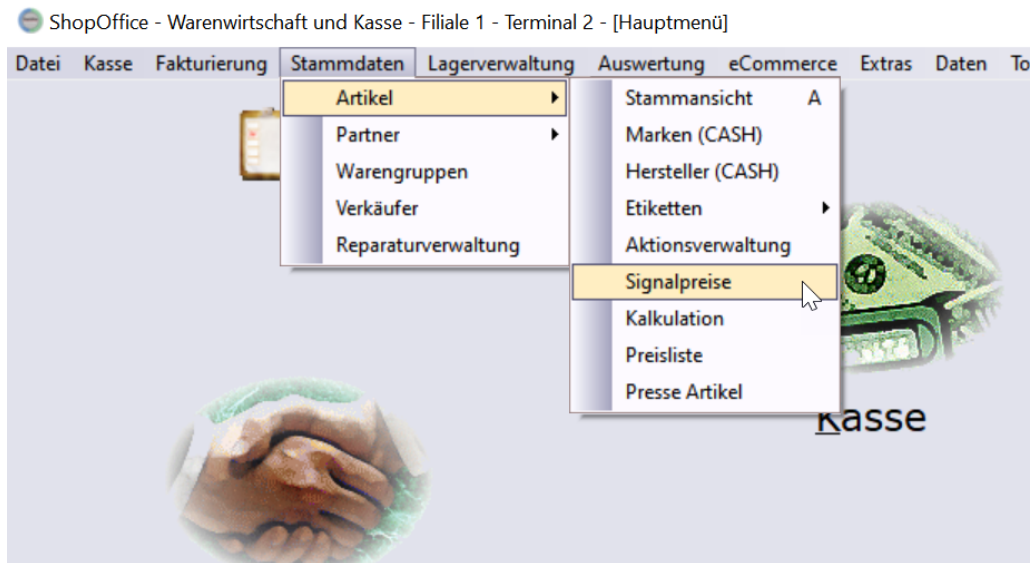 ShopOffice - Warenwirtschaft und Kasse - Filiale 1 - Terminal 2 - [Hauptmenü]
Datei Kasse Fakturierung Stammdaten Lagerverwaltung Auswertung eCommerce Extras Daten To
Artikel
Partner
Warengruppen
Verkäufer
Reparaturverwaltung
Stammansicht A
Marken (CASH)
Hersteller (CASH)
Etiketten
Aktionsverwaltung
Signalpreise
Kalkulation
Preisliste
Presse Artikel
Kasse